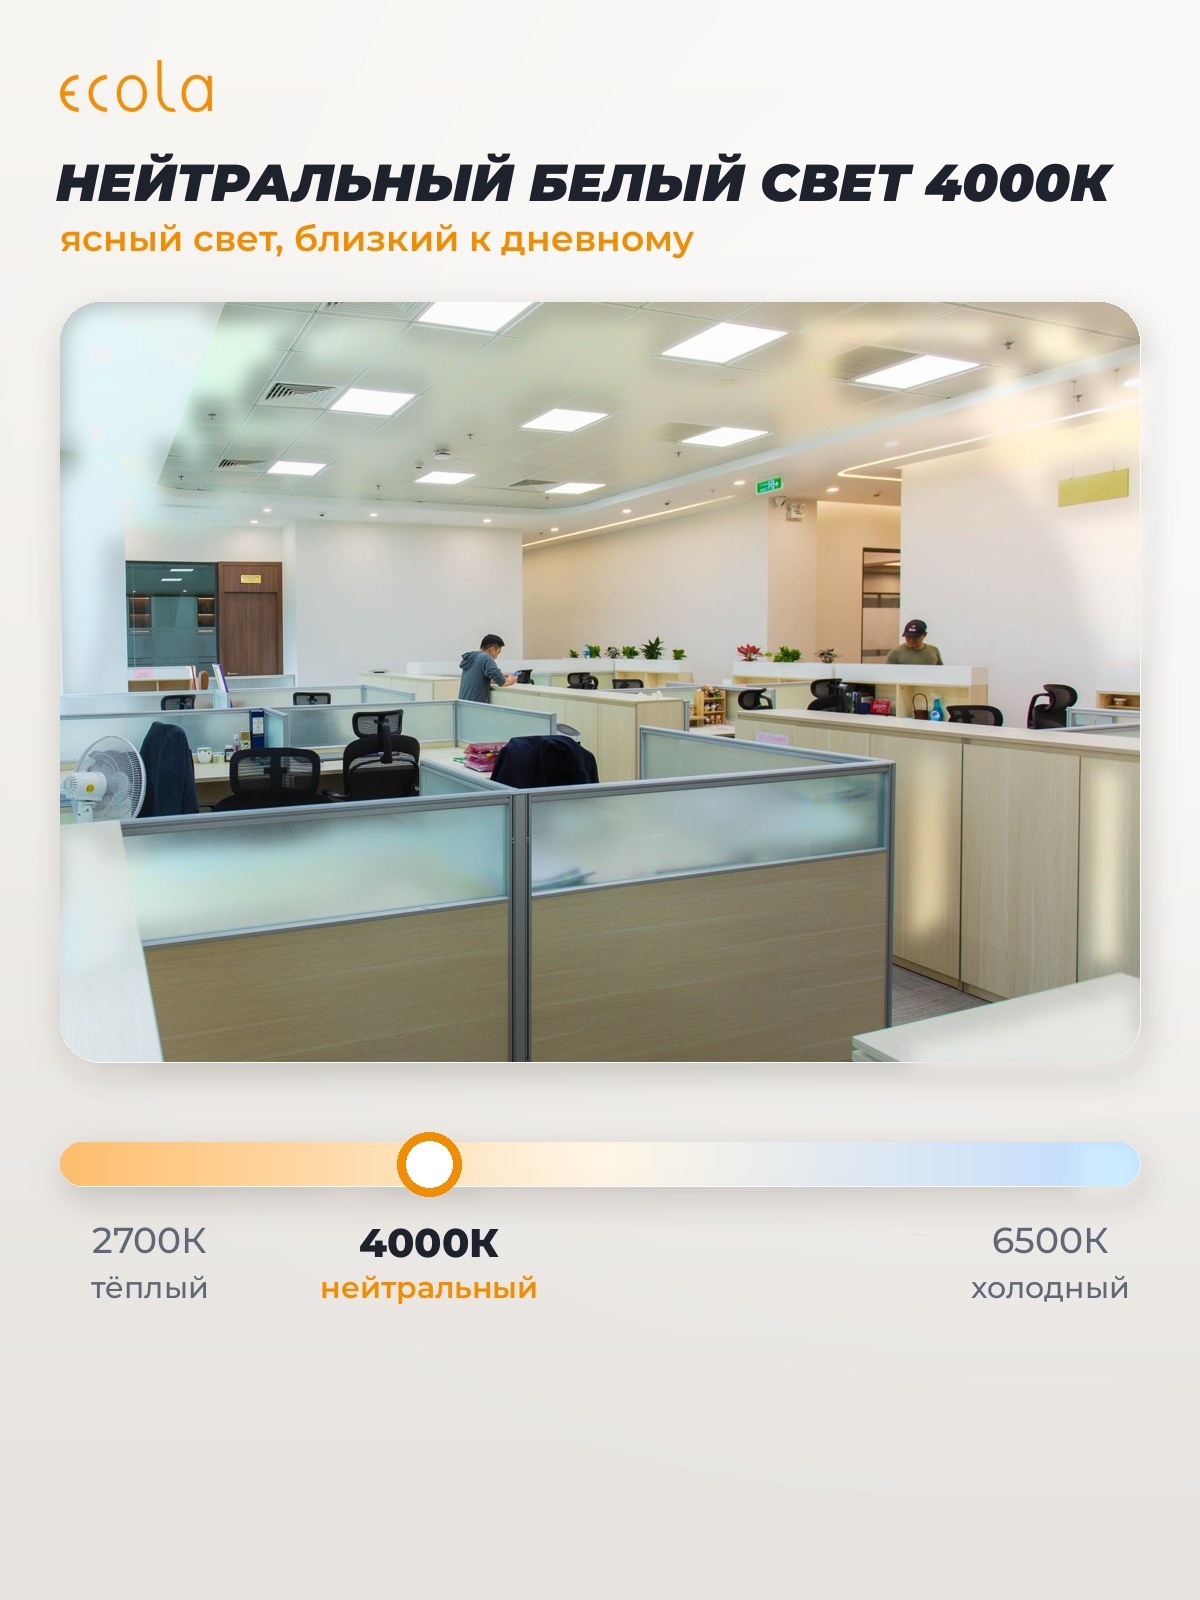 ecola
НЕЙТРАЛЬНЫЙ БЕЛЫЙ СВЕТ 4000К
ясный свет, близкий к дневному
2700К
4000К
6500К
тёплый
нейтральный
холодный